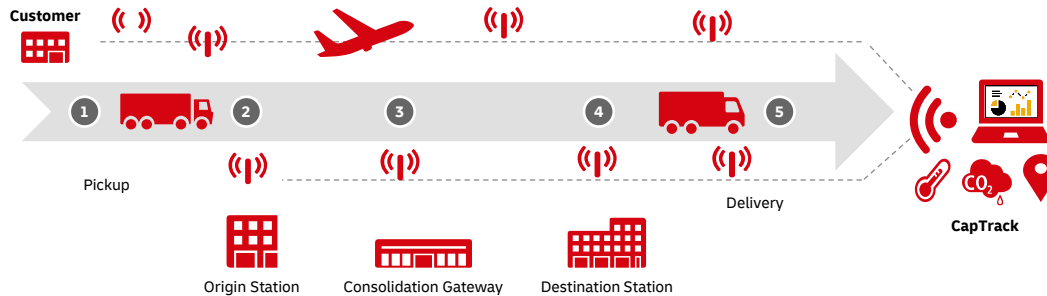 Customer
1
2
3
4
5
Pickup
Delivery
CO2
CapTrack
Origin Station
Consolidation Gateway
Destination Station